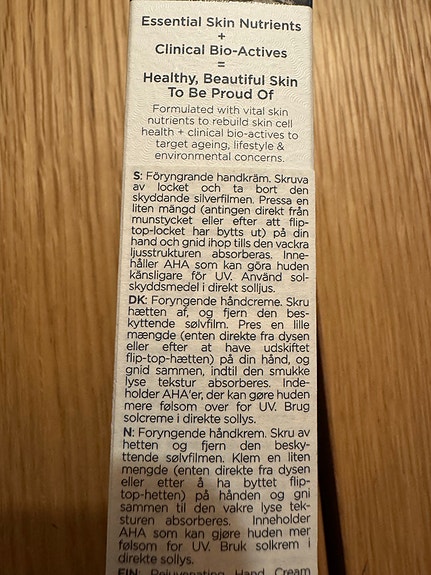 Essential Skin Nutrients
+
Clinical Bio-Actives
=
Healthy, Beautiful Skin
To Be Proud Of
Formulated with vital skin
nutrients to rebuild skin cell
health + clinical bio-actives to
target ageing, lifestyle &
environmental concerns.
S: Föryngrande handkräm. Skruva
av locket och ta bort den
skyddande silverfilmen. Pressa en
liten mängd (antingen direkt från
munstycket eller efter att flip-
top-locket har bytts ut) på din
hand och gnid ihop tills den vackra
ljusstrukturen absorberas. Inne-
håller AHA som kan göra huden
känsligare för UV. Använd sol-
skyddsmedel i direkt solljus.
DK: Foryngende håndcreme. Skru
hætten af, og fjern den bes-
kyttende sølvfilm. Pres en lille
mængde (enten direkte fra dysen
eller efter at have udskiftet
flip-top-hætten) på din hånd, og
gnid sammen, indtil den smukke
lyse tekstur absorberes. Inde-
holder AHA'er, der kan gøre huden
mere følsom over for UV. Brug
solcreme i direkte sollys.
N: Foryngende håndkrem. Skru av
hetten og fjern den besky-
ttende sølvfilmen. Klem en liten
mengde (enten direkte fra dysen
eller etter å ha byttet flip-
top-hetten) på hånden og gni
sammen til den vakre lyse tek-
sturen absorberes. Inneholder
AHA som kan gjøre huden mer
følsom for UV. Bruk solkrem i
direkte sollys.
FIN: Rejuvenating Hand Cream